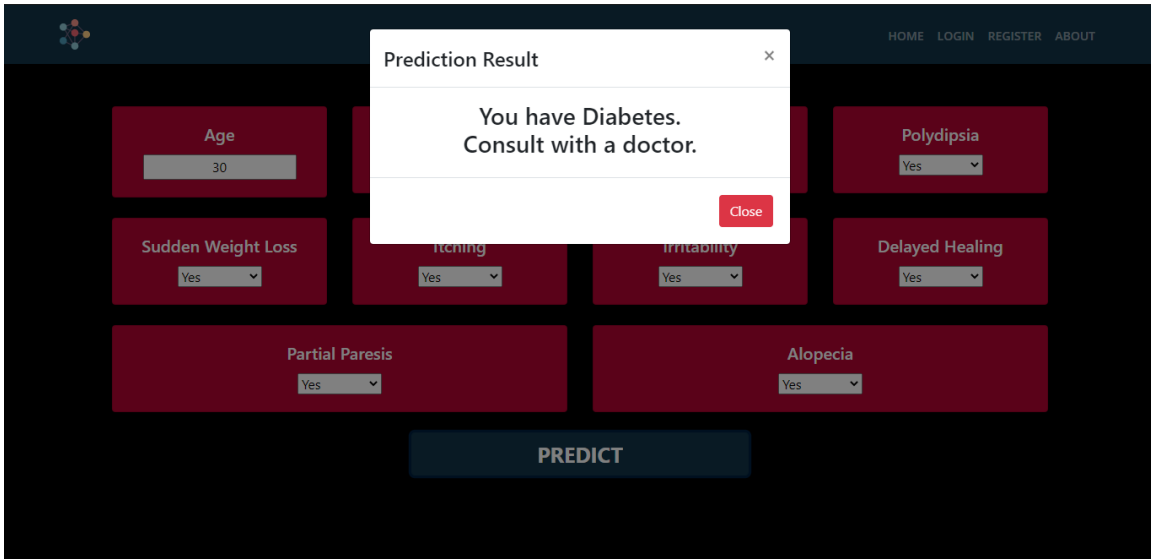 HOME LOGIN REGISTER ABOUT
Prediction Result
×
You have Diabetes.
Consult with a doctor.
Close
Age
30
Polydipsia
Yes
Sudden Weight Loss
Yes
Itching
Yes
Irritability
Yes
Delayed Healing
Yes
Partial Paresis
Yes
Alopecia
Yes
PREDICT